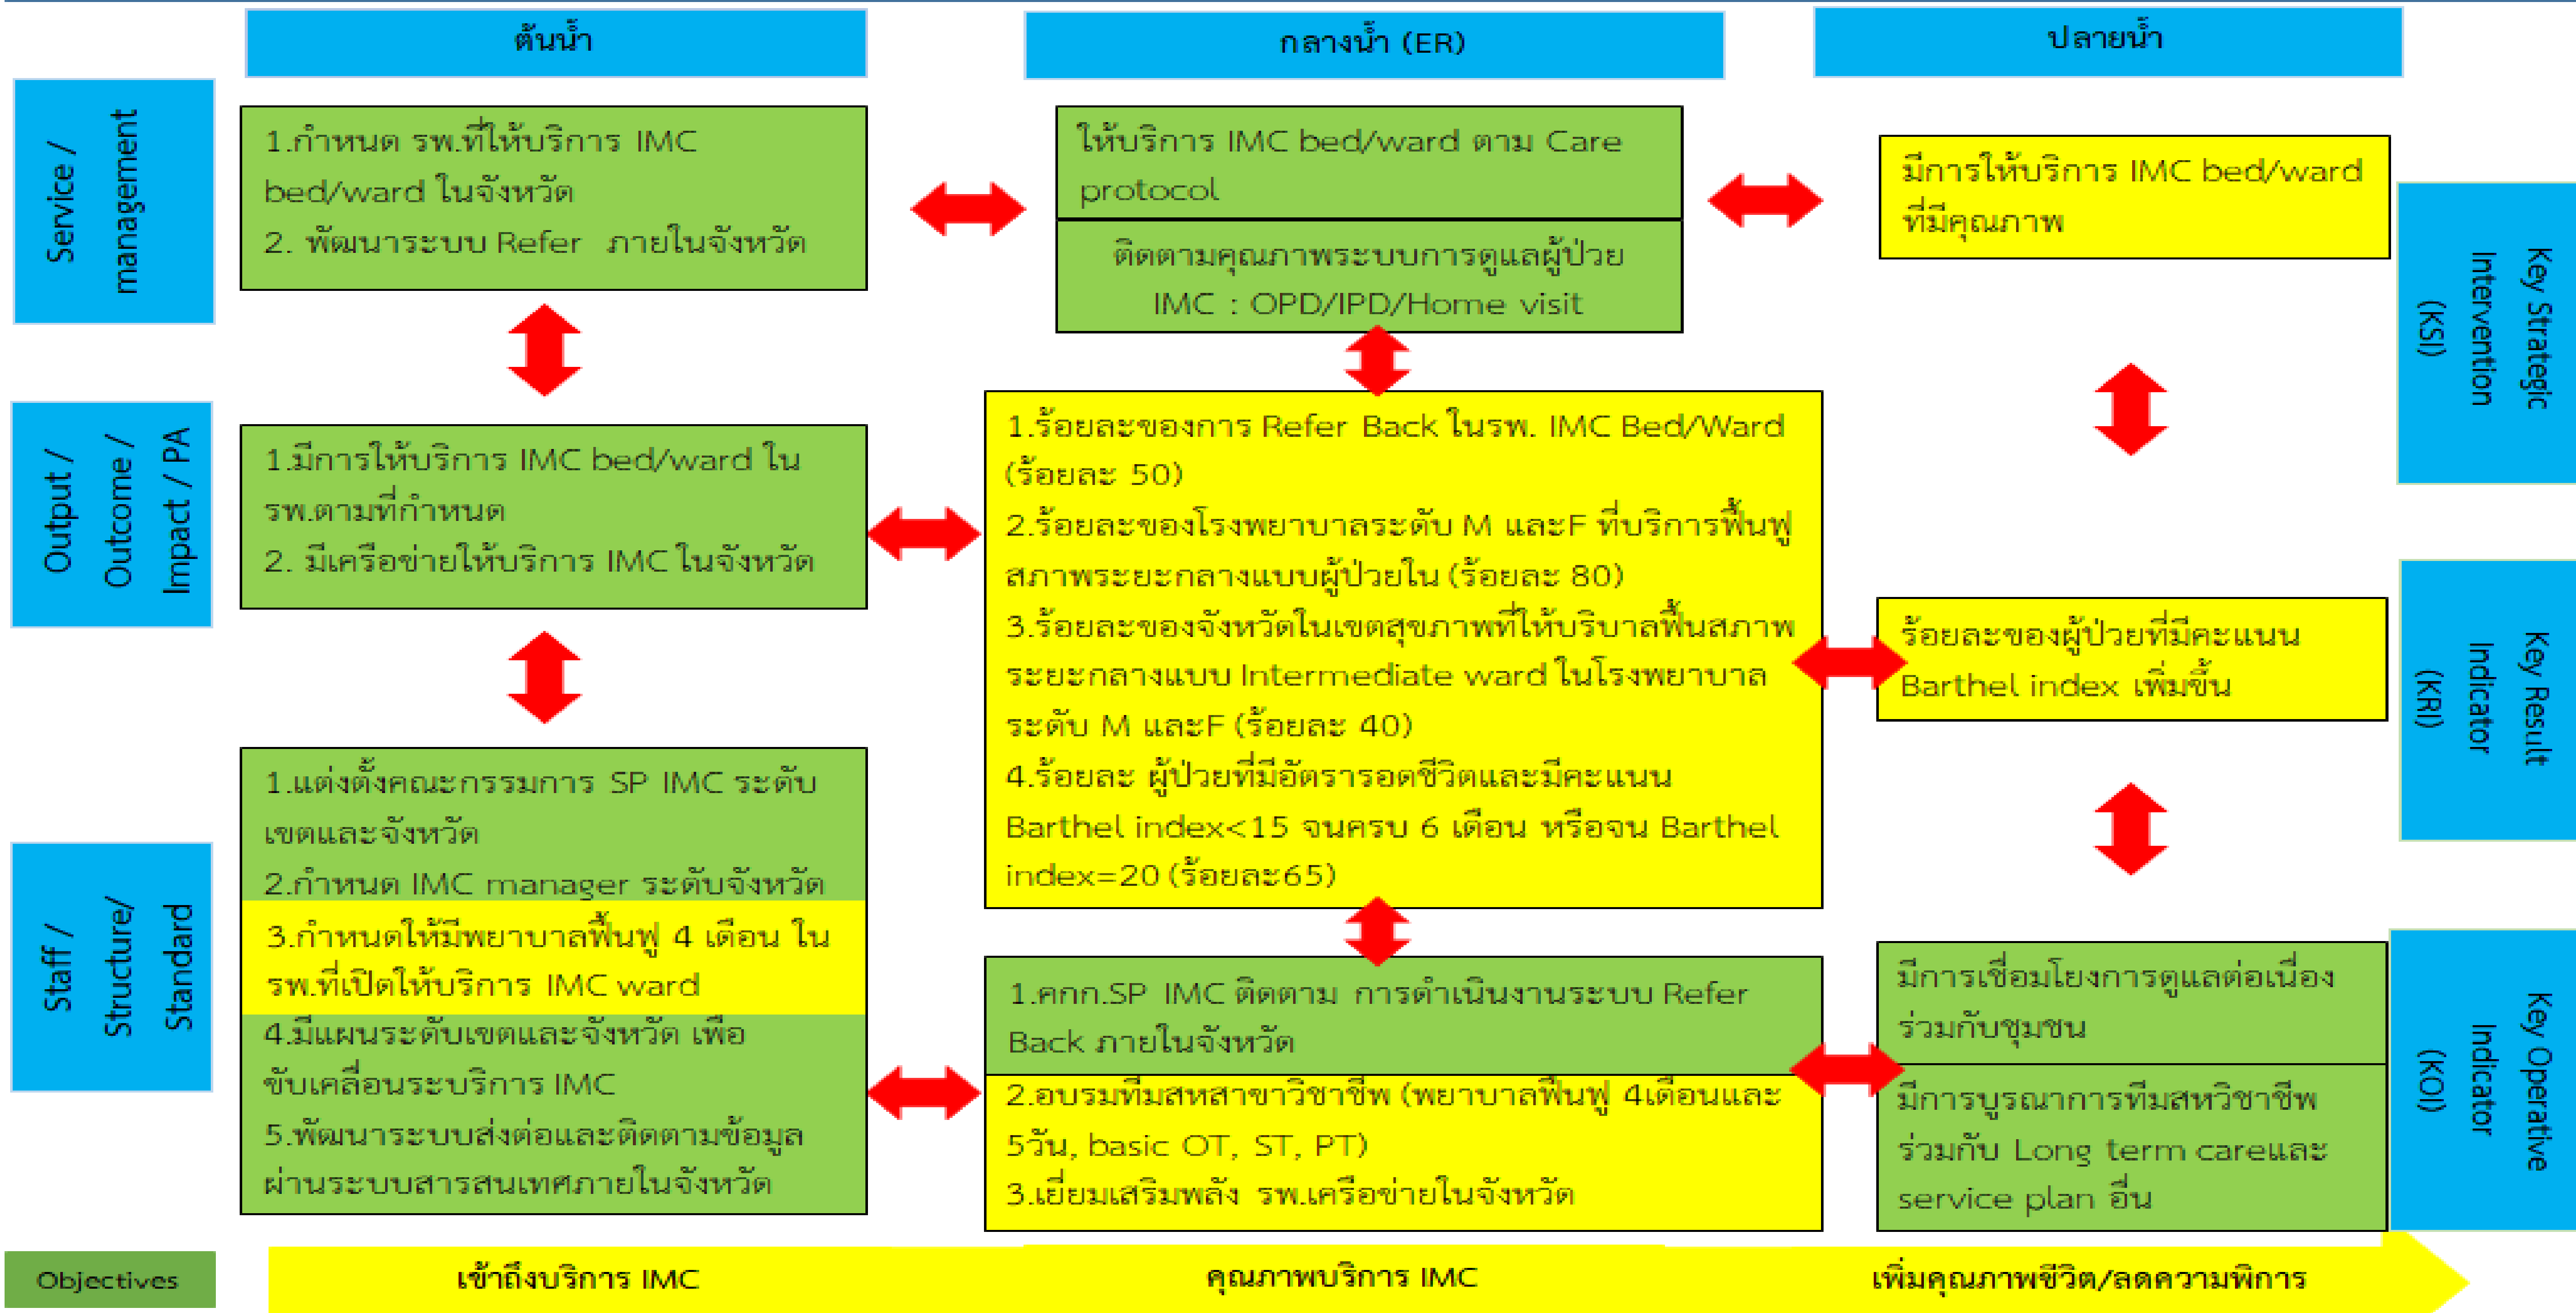 ต้นน้ำ
กลางน้ำ (ER)
ปลายน้ำ
Service /
management
1.กำหนด รพ.ที่ให้บริการ IMC
bed/ward ในจังหวัด
2. พัฒนาระบบ Refer ภายในจังหวัด
ให้บริการ IMC bed/ward ตาม Care
protocol
ติดตามคุณภาพระบบการดูแลผู้ป่วย
IMC : OPD/IPD/Home visit
มีการให้บริการ IMC bed/ward
ที่มีคุณภาพ
Key Strategic
Intervention
(KSI)
Output /
Outcome /
Impact / PA
1.มีการให้บริการ IMC bed/ward ใน
รพ.ตามที่กำหนด
2. มีเครือข่ายให้บริการ IMC ในจังหวัด
1.ร้อยละของการ Refer Back ในรพ. IMC Bed/Ward
(ร้อยละ 50)
2.ร้อยละของโรงพยาบาลระดับ M และF ที่บริการฟื้นฟู
สภาพระยะกลางแบบผู้ป่วยใน (ร้อยละ 80)
3.ร้อยละของจังหวัดในเขตสุขภาพที่ให้บริบาลฟื้นสภาพ
ระยะกลางแบบ Intermediate ward ในโรงพยาบาล
ระดับ M และF (ร้อยละ 40)
4.ร้อยละ ผู้ป่วยที่มีอัตรารอดชีวิตและมีคะแนน
Barthel index<15 จนครบ 6 เดือน หรือจน Barthel
index=20 (ร้อยละ65)
ร้อยละของผู้ป่วยที่มีคะแนน
Barthel index เพิ่มขึ้น
Key Result
Indicator
(KRI)
Staff /
Structure/
Standard
1.แต่งตั้งคณะกรรมการ SP IMC ระดับ
เขตและจังหวัด
2.กำหนด IMC manager ระดับจังหวัด
3.กำหนดให้มีพยาบาลฟื้นฟู 4 เดือน ใน
รพ.ที่เปิดให้บริการ IMC ward
4.มีแผนระดับเขตและจังหวัด เพื่อ
ขับเคลื่อนระบริการ IMC
5.พัฒนาระบบส่งต่อและติดตามข้อมูล
ผ่านระบบสารสนเทศภายในจังหวัด
1.คกก.SP IMC ติดตาม การดำเนินงานระบบ Refer
Back ภายในจังหวัด
2.อบรมทีมสหสาขาวิชาชีพ (พยาบาลฟื้นฟู 4เดือนและ
5วัน, basic OT, ST, PT)
3.เยี่ยมเสริมพลัง รพ.เครือข่ายในจังหวัด
มีการเชื่อมโยงการดูแลต่อเนื่อง
ร่วมกับชุมชน
มีการบูรณาการทีมสหวิชาชีพ
ร่วมกับ Long term careและ
service plan อื่น
Key Operative
Indicator
(KOI)
Objectives
เข้าถึงบริการ IMC
คุณภาพบริการ IMC
เพิ่มคุณภาพชีวิต/ลดความพิการ